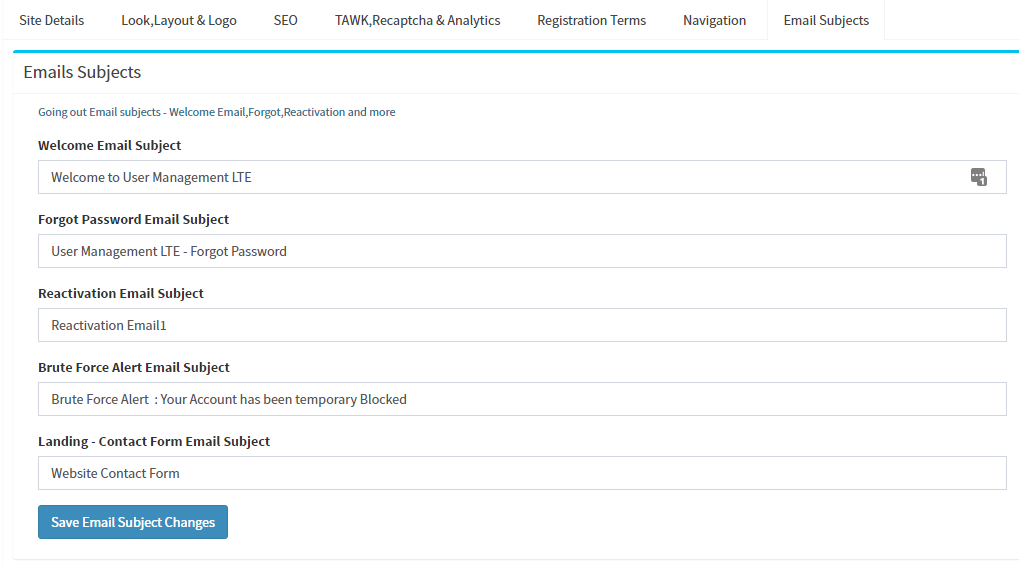 Site Details Look,Layout & Logo SEO TAWK,Recaptcha & Analytics Registration Terms Navigation Email Subjects
Emails Subjects
Going out Email subjects - Welcome Email,Forgot,Reactivation and more
Welcome Email Subject
Welcome to User Management LTE 1
Forgot Password Email Subject
User Management LTE - Forgot Password
Reactivation Email Subject
Reactivation Email1
Brute Force Alert Email Subject
Brute Force Alert : Your Account has been temporary Blocked
Landing - Contact Form Email Subject
Website Contact Form
Save Email Subject Changes